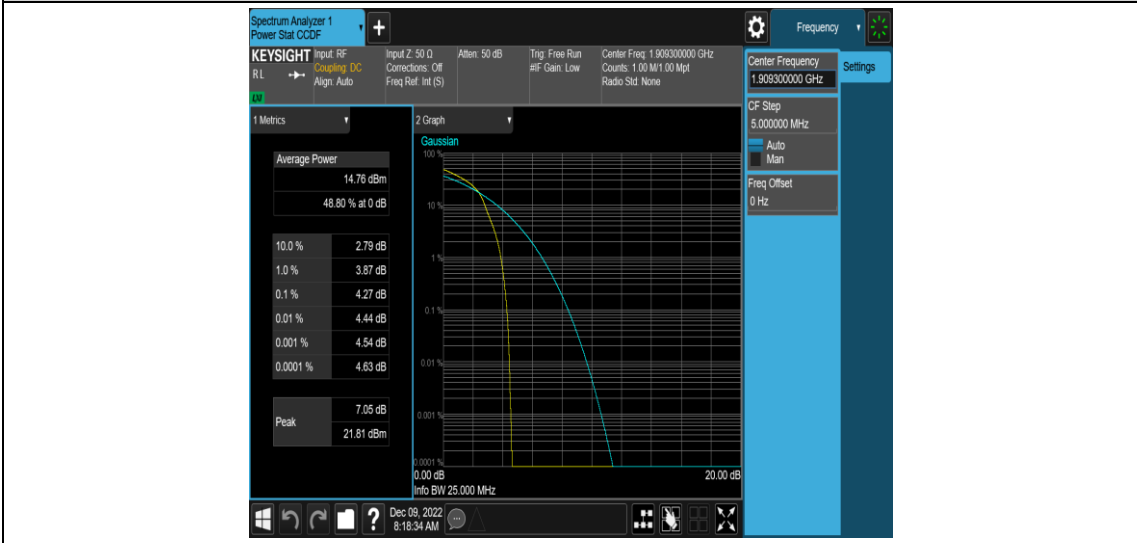 Spectrum Analyzer 1
Power Stat CCDF
+
Frequency
KEYSIGHT
R L
LM
Input: RF
Coupling: DC
Align: Auto
Input Z: 50 Ω
Corrections: Off
Freq Ref: Int (S)
Atten: 50 dB
Trig: Free Run
#IF Gain: Low
Center Freq: 1.909300000 GHz
Counts: 1.00 M/1.00 Mpt
Radio Std: None
Center Frequency
1.909300000 GHz
Settings
CF Step
5.000000 MHz
Auto
Man
Freq Offset
0 Hz
1 Metrics
Average Power
14.76 dBm
48.80 % at 0 dB
10.0 % 2.79 dB
1.0 % 3.87 dB
0.1 % 4.27 dB
0.01 % 4.44 dB
0.001 % 4.54 dB
0.0001 % 4.63 dB
Peak
7.05 dB
21.81 dBm
2 Graph
Gaussian
100 %
10 %
1 %
0.1 %
0.01 %
0.001 %
0.0001 %
0.00 dB
20.00 dB
Info BW 25.000 MHz
?
Dec 09, 2022
8:18:34 AM